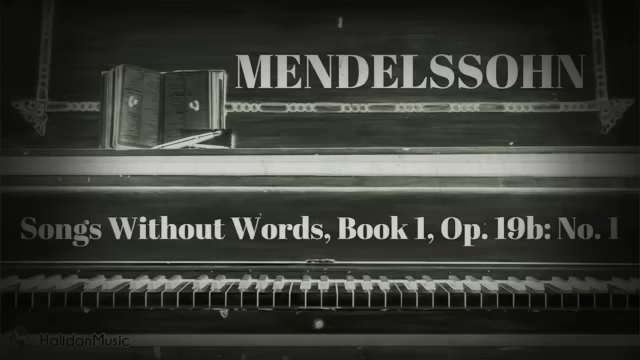 MENDELSSOHN
Songs Without Words, Book 1, Op. 19b: No. 1
HalidonMusic